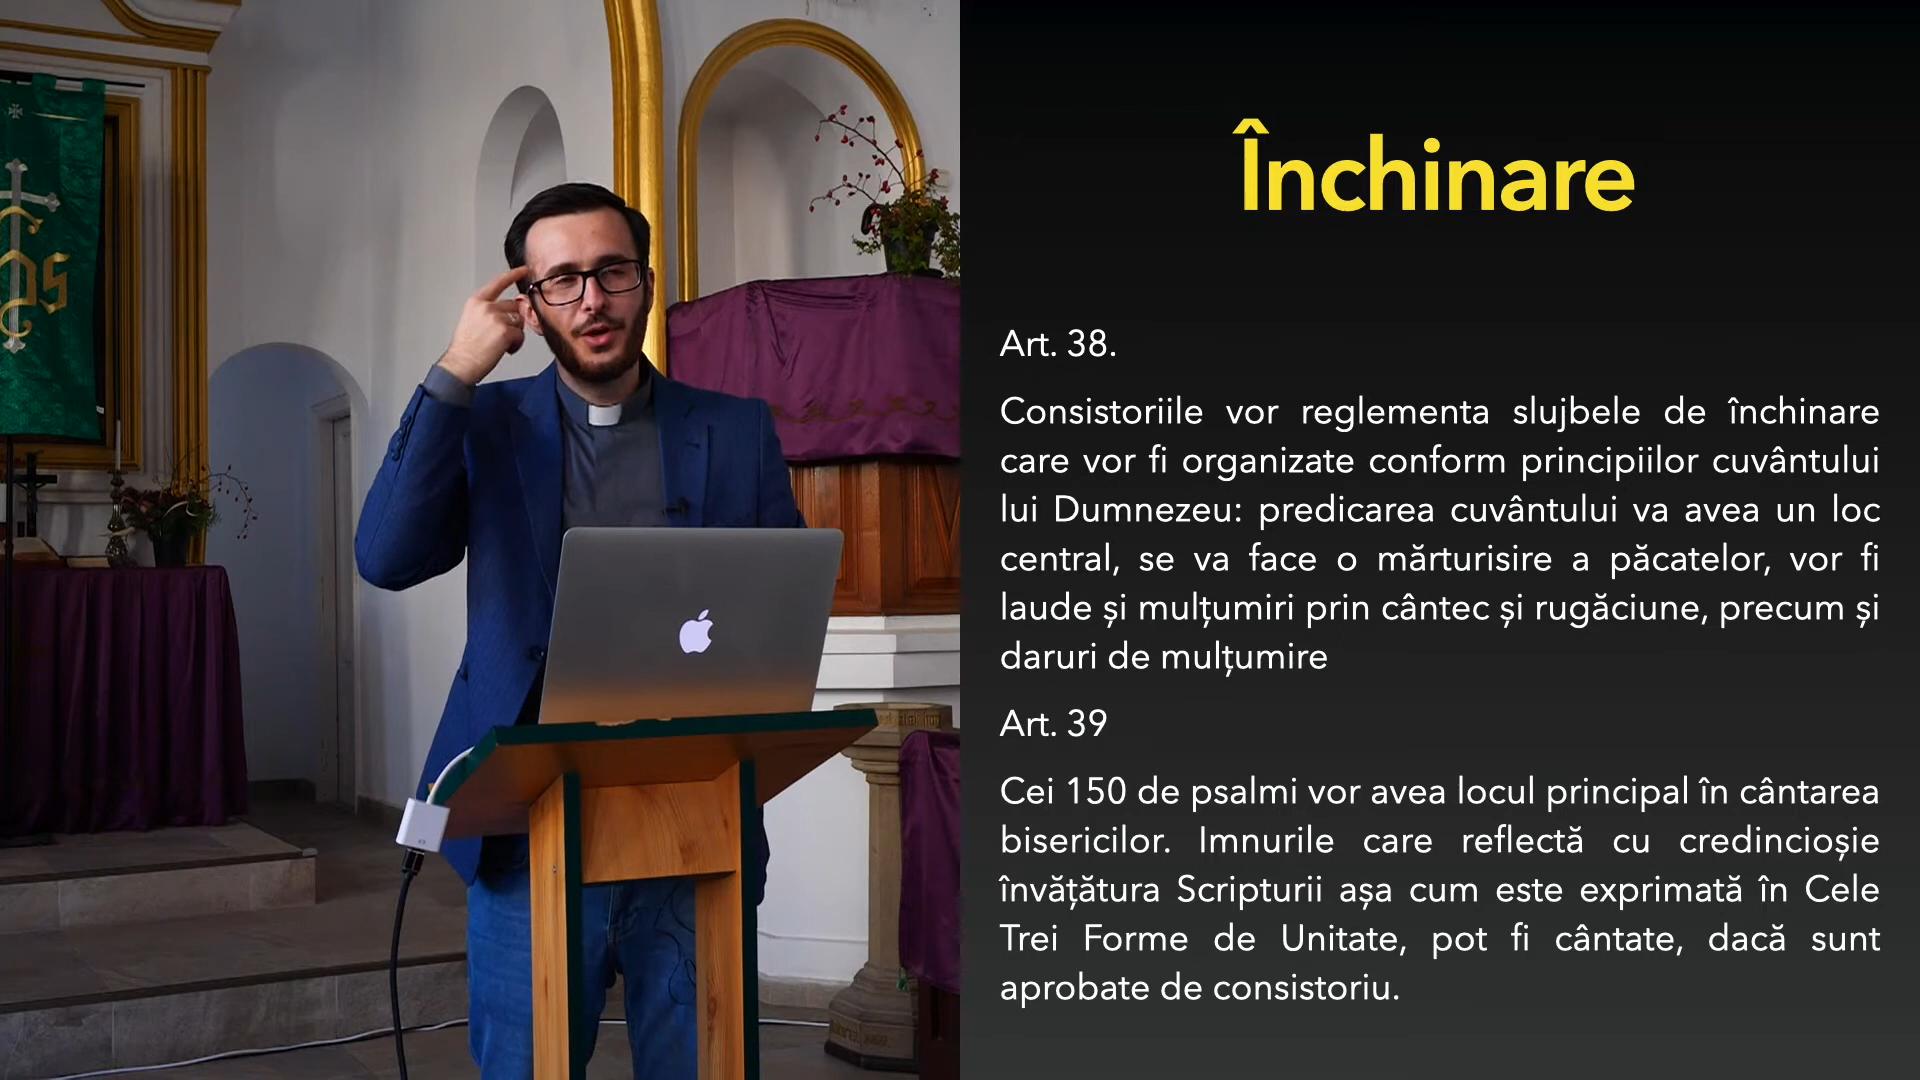 Închinare
Art. 38.
Consistoriile vor reglementa slujbele de închinare
care vor fi organizate conform principiilor cuvântului
lui Dumnezeu: predicarea cuvântului va avea un loc
central, se va face o mărturisire a păcatelor, vor fi
laude și mulțumiri prin cântec și rugăciune, precum și
daruri de mulțumire
Art. 39
Cei 150 de psalmi vor avea locul principal în cântarea
bisericilor. Imnurile care reflectă cu credincioșie
învățătura Scripturii așa cum este exprimată în Cele
Trei Forme de Unitate, pot fi cântate, dacă sunt
aprobate de consistoriu.